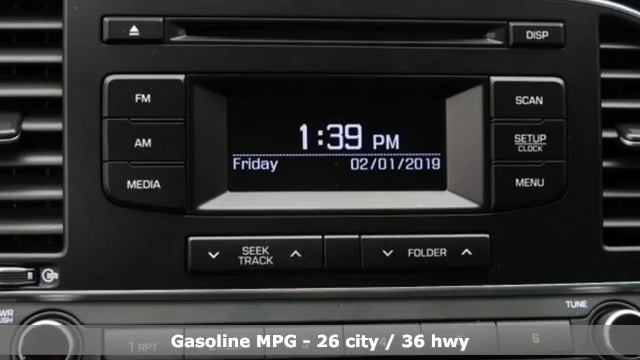 DISP
FM
SCAN
1:39 PM
AM
SETUP
CLOCK
Friday 02/01/2019
MEDIA
MENU
SEEK
TRACK
FOLDER
TUNE
1 RPT
4
6
Gasoline MPG - 26 city / 36 hwy